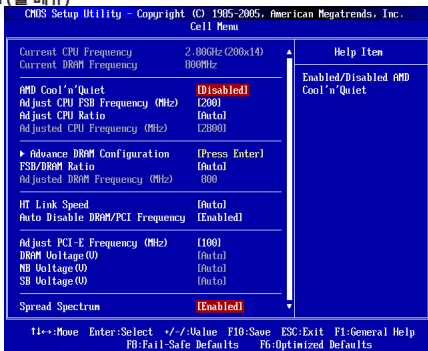 CMOS Setup Utility - Copyright (C) 1985-2005, American Megatrends, Inc.
Cell Menu
Current CPU Frequency 2.80GHz(200x14)
Current DRAM Frequency 800MHz
AMD Cool'n'Quiet [Disabled]
Adjust CPU FSB Frequency (MHz) [200]
Adjust CPU Ratio [Auto]
Adjusted CPU Frequency (MHz) [2800]
▶ Advance DRAM Configuration [Press Enter]
FSB/DRAM Ratio [Auto]
Adjusted DRAM Frequency (MHz) 800
HT Link Speed [Auto]
Auto Disable DRAM/PCI Frequency [Enabled]
Adjust PCI-E Frequency (MHz) [100]
DRAM Voltage(V) [Auto]
NB Voltage(V) [Auto]
SB Voltage(V) [Auto]
Spread Spectrum [Enabled]
Help Item
Enabled/Disabled AMD
Cool'n'Quiet
↑↓←→:Move Enter:Select +/-/:Value F10:Save ESC:Exit F1:General Help
F8:Fail-Safe Defaults F6:Optimized Defaults